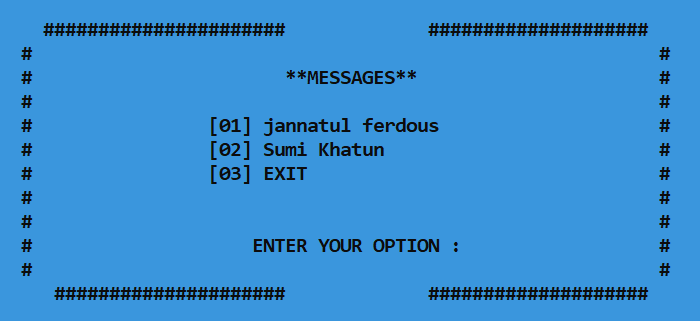 ###################### ####################
# #
# **MESSAGES** #
# #
# [01] jannatul ferdous #
# [02] Sumi Khatun #
# [03] EXIT #
# #
# #
# ENTER YOUR OPTION : #
# #
##################### ####################